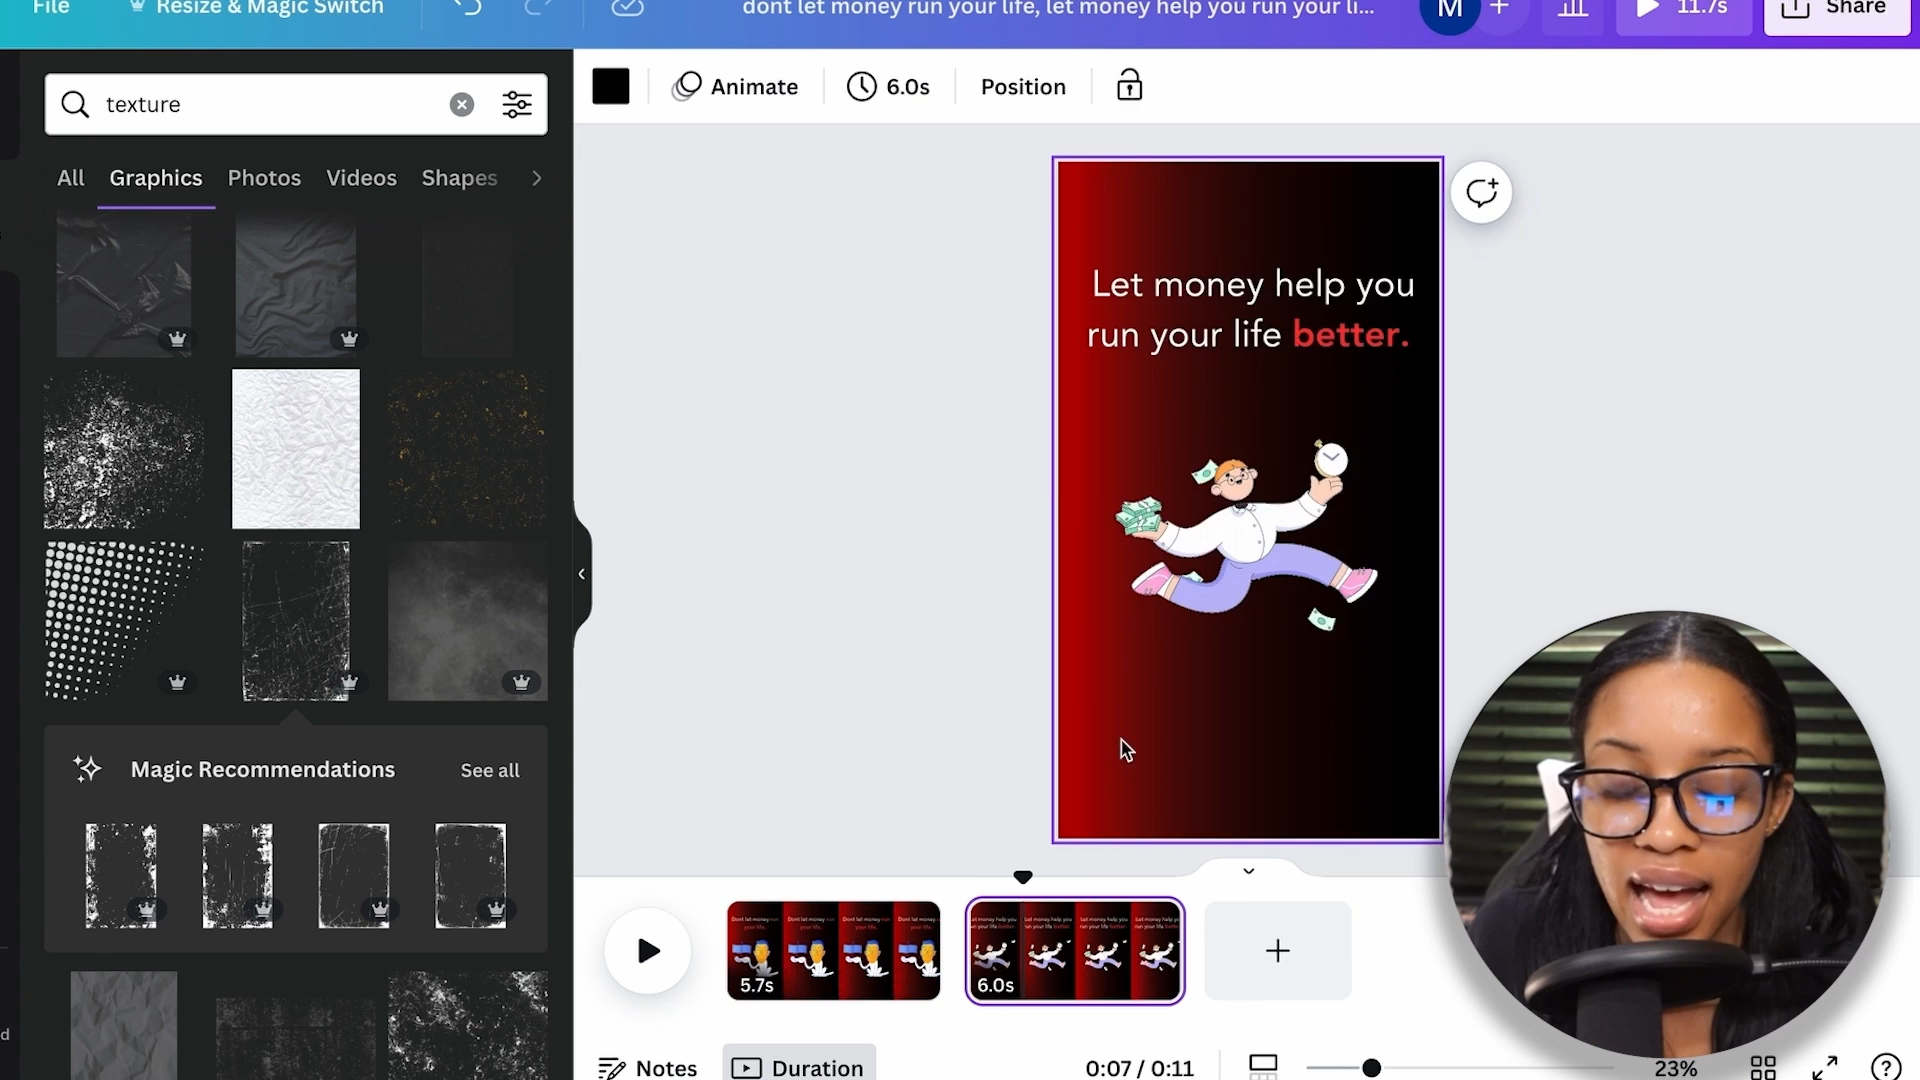 File
Resize & Magic Switch
dont let money run your life, let money help you run your li...
M
11.7s
Share
texture
Animate
6.0s
Position
All
Graphics
Photos
Videos
Shapes
Let money help you
run your life better.
Magic Recommendations
See all
5.7s
6.0s
Notes
Duration
0:07 / 0:11
23%